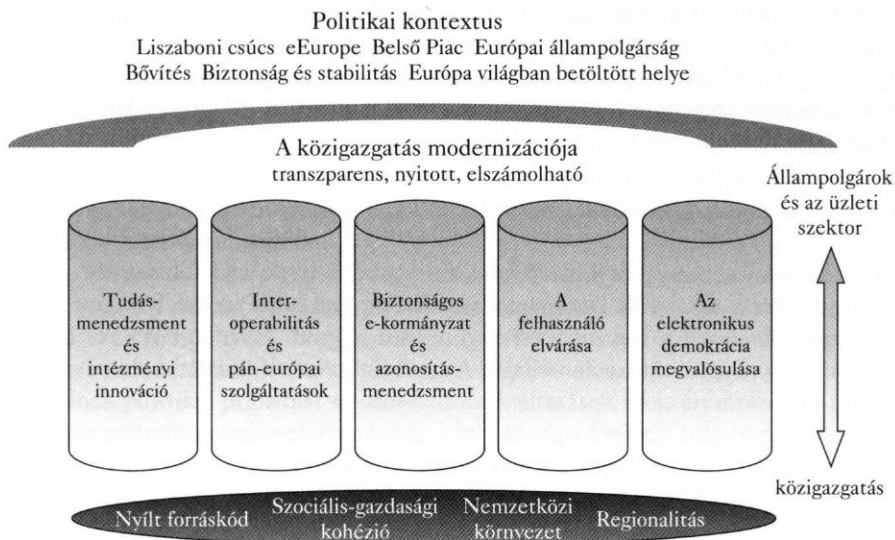 Politikai kontextus
Liszaboni csúcs eEurope Belső Piac Európai állampolgárság
Bővítés Biztonság és stabilitás Európa világban betöltött helye
A közigazgatás modernizációja
transzparens, nyitott, elszámolható
Állampolgárok
és az üzleti
szektor
Tudás-
menedzsment
és
intézményi
innováció
Inter-
operabilitás
és
pán-európai
szolgáltatások
Biztonságos
e-kormányzat
és
azonosítás-
menedzsment
A
felhasználó
elvárása
Az
elektronikus
demokrácia
megvalósulása
közigazgatás
Nyílt forráskód
Szociális-gazdasági
kohézió
Nemzetközi
környezet
Regionalitás